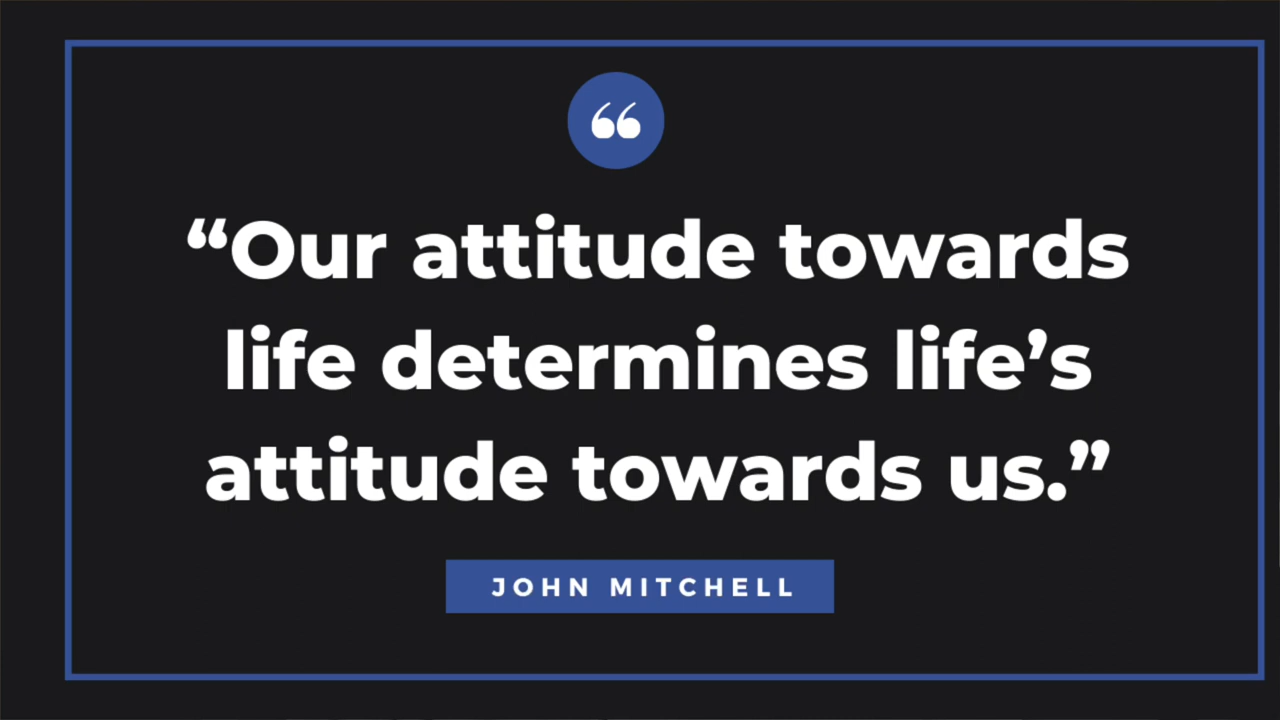 “
“Our attitude towards
life determines life’s
attitude towards us.”
JOHN MITCHELL